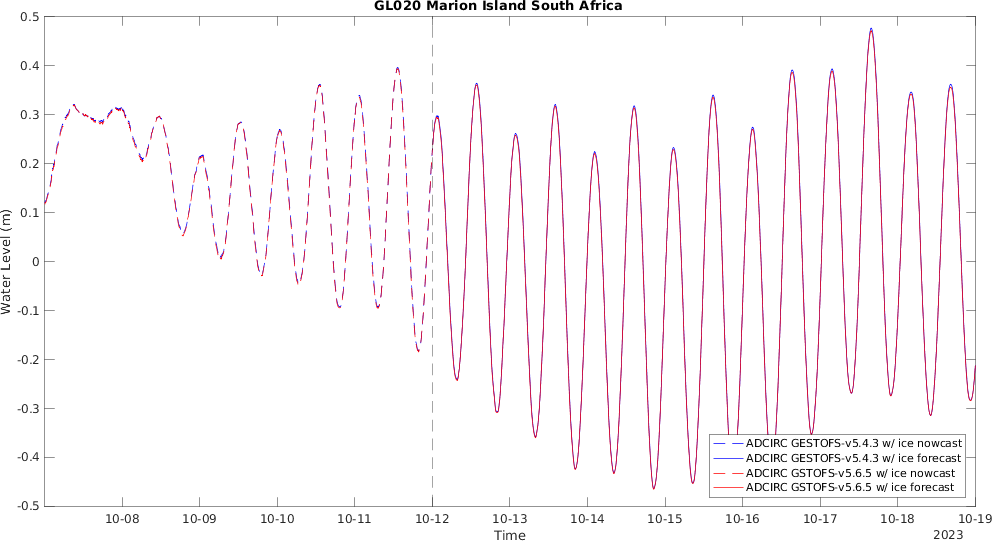 GL020 Marion Island South Africa
0.5
0.4
0.3
0.2
0.1
0
-0.1
-0.2
-0.3
-0.4
-0.5
Water Level (m)
ADCIRC GESTOFS-v5.4.3 w/ ice nowcast
ADCIRC GESTOFS-v5.4.3 w/ ice forecast
ADCIRC GSTOFS-v5.6.5 w/ ice nowcast
ADCIRC GSTOFS-v5.6.5 w/ ice forecast
10-08 10-09 10-10 10-11 10-12 10-13 10-14 10-15 10-16 10-17 10-18 10-19
Time
2023